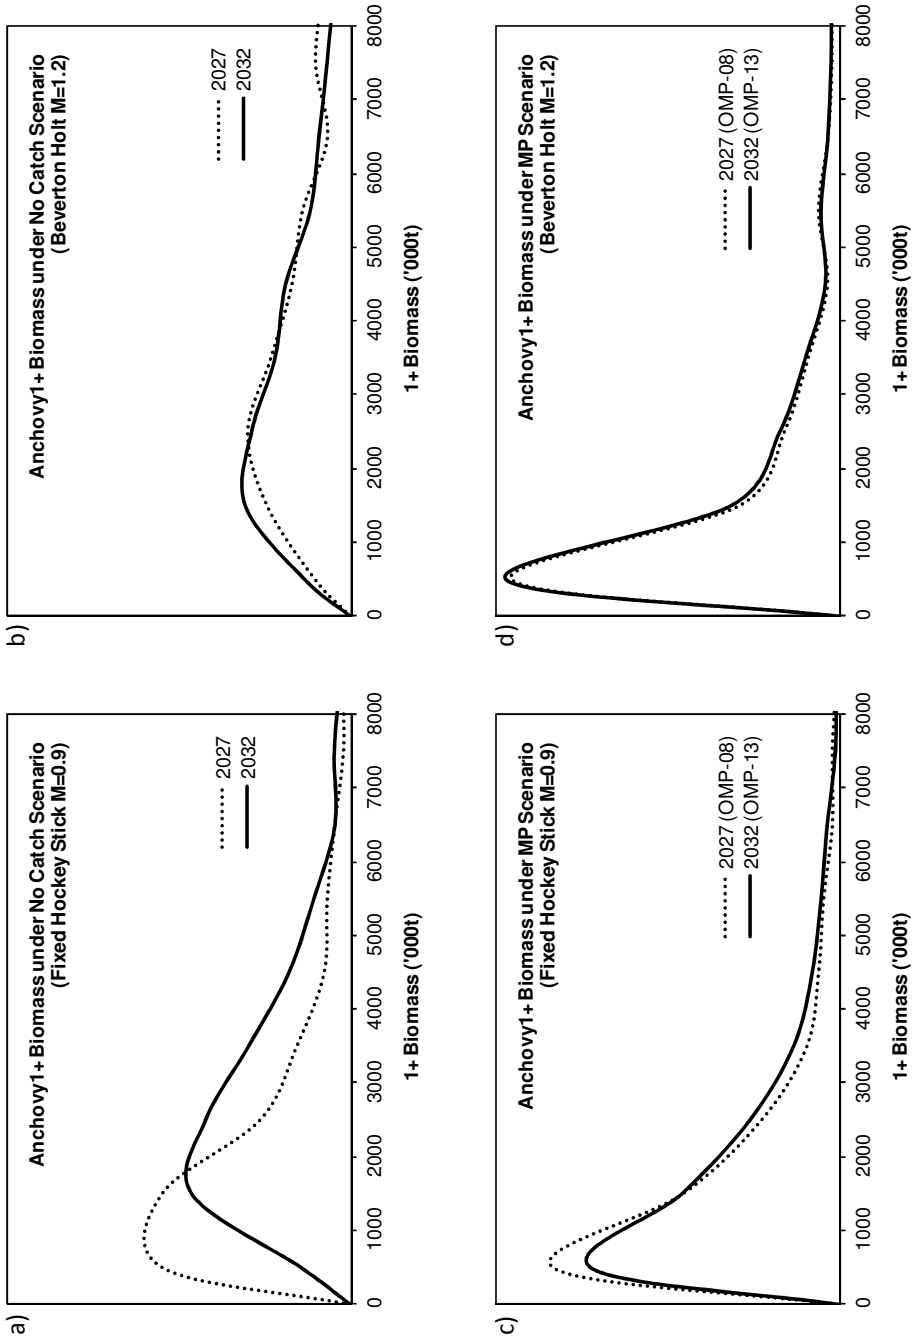 a)
Anchovy1+ Biomass under No Catch Scenario
(Fixed Hockey Stick M=0.9)
2027
2032
0 1000 2000 3000 4000 5000 6000 7000 8000
1+ Biomass ('000t)
b)
Anchovy1+ Biomass under No Catch Scenario
(Beverton Holt M=1.2)
2027
2032
0 1000 2000 3000 4000 5000 6000 7000 8000
1+ Biomass ('000t)
c)
Anchovy1+ Biomass under MP Scenario
(Fixed Hockey Stick M=0.9)
2027 (OMP-08)
2032 (OMP-13)
0 1000 2000 3000 4000 5000 6000 7000 8000
1+ Biomass ('000t)
d)
Anchovy1+ Biomass under MP Scenario
(Beverton Holt M=1.2)
2027 (OMP-08)
2032 (OMP-13)
0 1000 2000 3000 4000 5000 6000 7000 8000
1+ Biomass ('000t)